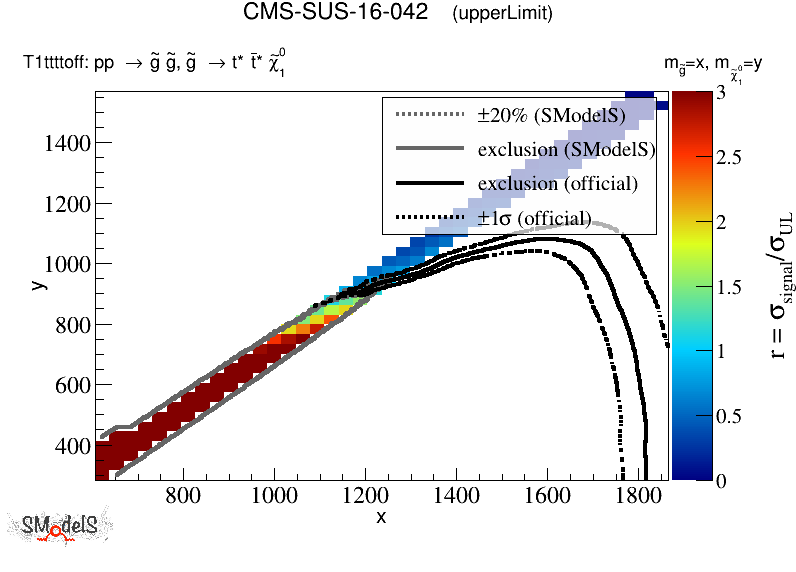 CMS-SUS-16-042 (upperLimit)
T1ttttoff: pp → g̃ g̃, g̃ → t* t̄* χ̃⁰₁
m_g̃=x, m_χ̃⁰₁=y
±20% (SModelS)
exclusion (SModelS)
exclusion (official)
±1σ (official)
1400
1200
1000
800
600
400
y
800 1000 1200 1400 1600 1800
x
3
2.5
2
1.5
1
0.5
0
r = σ_signal/σ_UL
SModelS